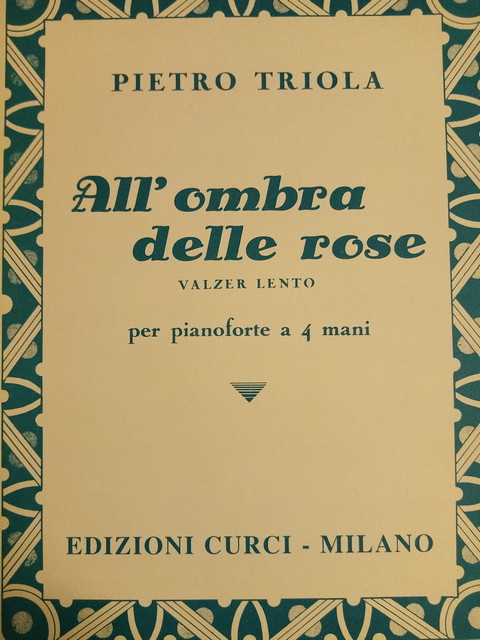 PIETRO TRIOLA
All' ombra
delle rose
VALZER LENTO
per pianoforte a 4 mani
EDIZIONI CURCI - MILANO